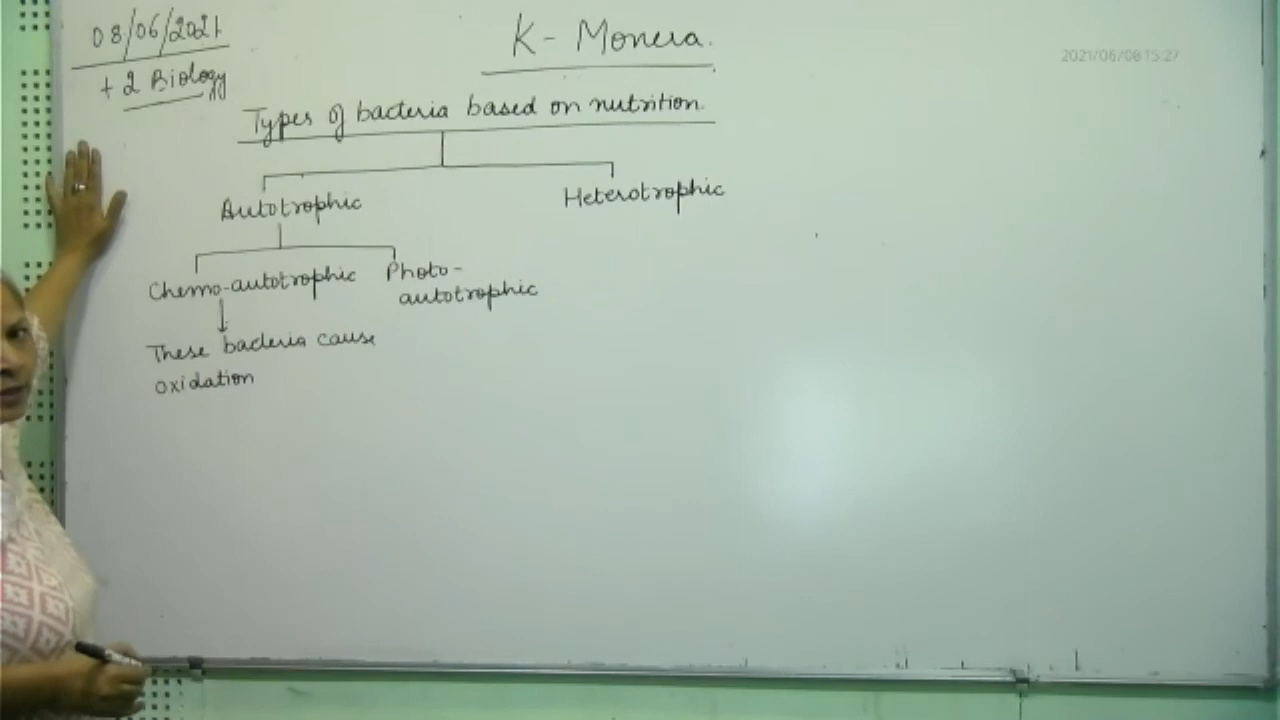 08/06/2021
+2 Biology
K- Monera.
2021/06/08 15:27
Types of bacteria based on nutrition.
Autotrophic
Heterotrophic
Chemo-autotrophic
Photo-
autotrophic
These bacteria cause
oxidation